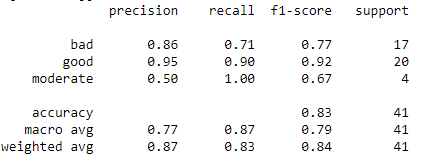 precision recall f1-score support
bad 0.86 0.71 0.77 17
good 0.95 0.90 0.92 20
moderate 0.50 1.00 0.67 4
accuracy 0.83 41
macro avg 0.77 0.87 0.79 41
weighted avg 0.87 0.83 0.84 41